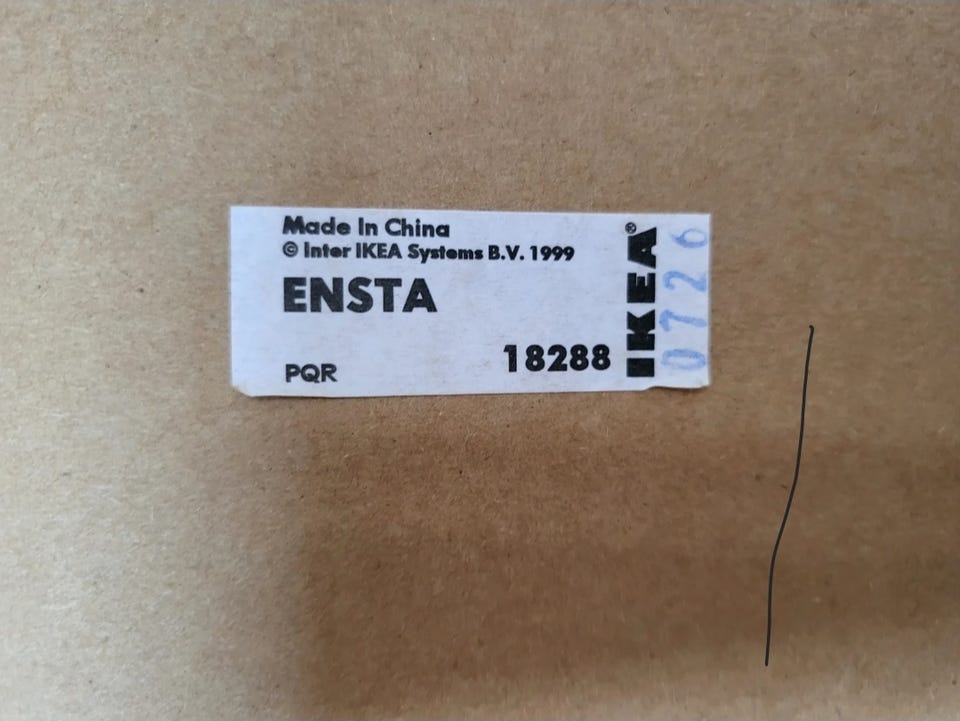 Made In China
© Inter IKEA Systems B.V. 1999
ENSTA
18288
PQR
IKEA®
0726